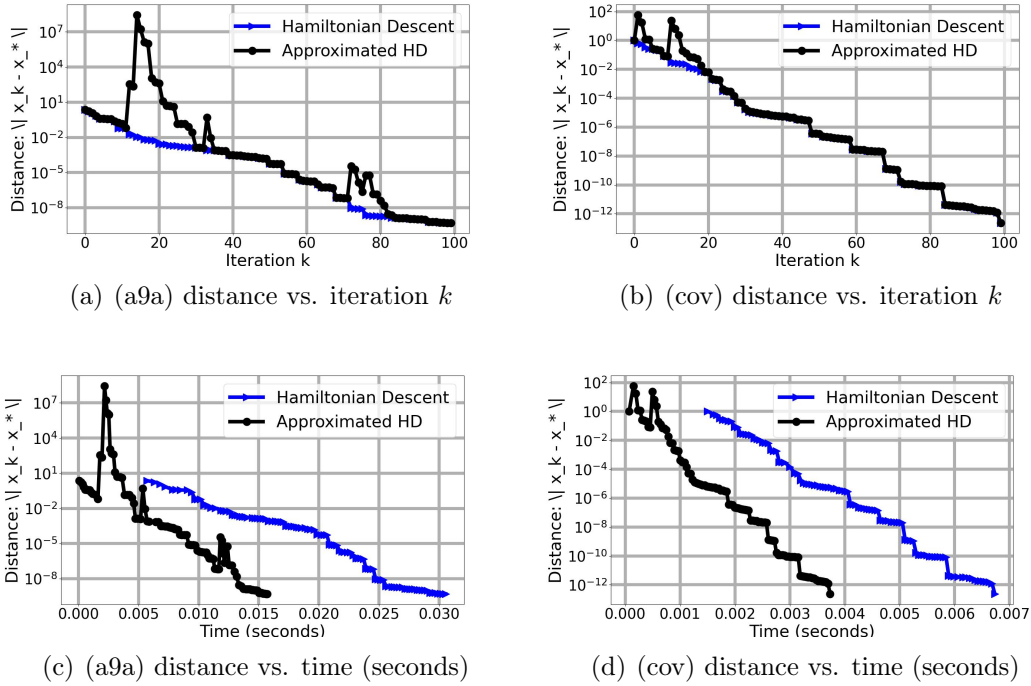 Hamiltonian Descent
Approximated HD
10^7
10^4
10^1
10^-2
10^-5
10^-8
Distance: \| x_k - x_* \|
0 20 40 60 80 100
Iteration k
(a) (a9a) distance vs. iteration k
Hamiltonian Descent
Approximated HD
10^2
10^0
10^-2
10^-4
10^-6
10^-8
10^-10
10^-12
Distance: \| x_k - x_* \|
0 20 40 60 80 100
Iteration k
(b) (cov) distance vs. iteration k
Hamiltonian Descent
Approximated HD
10^7
10^4
10^1
10^-2
10^-5
10^-8
Distance: \| x_k - x_* \|
0.000 0.005 0.010 0.015 0.020 0.025 0.030
Time (seconds)
(c) (a9a) distance vs. time (seconds)
Hamiltonian Descent
Approximated HD
10^2
10^0
10^-2
10^-4
10^-6
10^-8
10^-10
10^-12
Distance: \| x_k - x_* \|
0.000 0.001 0.002 0.003 0.004 0.005 0.006 0.007
Time (seconds)
(d) (cov) distance vs. time (seconds)